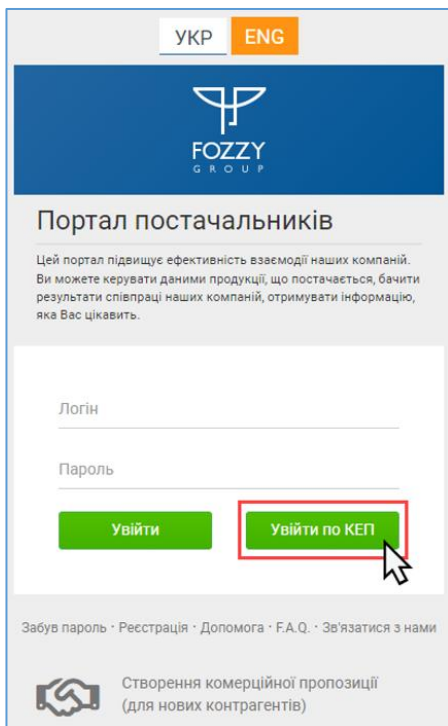 УКР ENG
FOZZY
GROUP
Портал постачальників
Цей портал підвищує ефективність взаємодії наших компаній.
Ви можете керувати даними продукції, що постачається, бачити
результати співпраці наших компаній, отримувати інформацію,
яка Вас цікавить.
Логін
Пароль
Увійти Увійти по КЕП
Забув пароль · Реєстрація · Допомога · F.A.Q. · Зв'язатися з нами
Створення комерційної пропозиції
(для нових контрагентів)